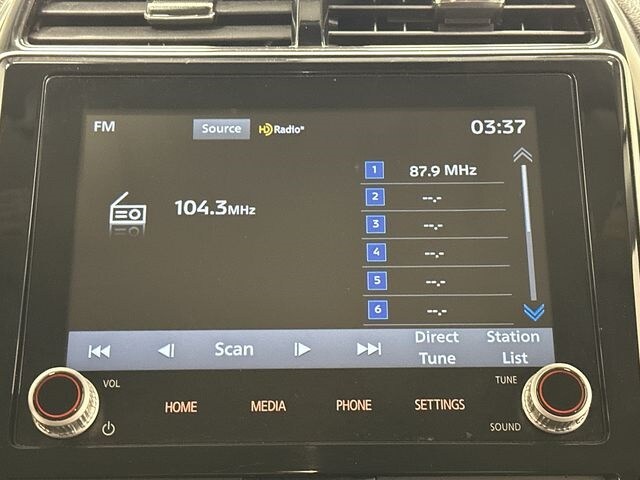 FM
Source
HD Radio
03:37
104.3MHz
1 87.9 MHz
2 --.-
3 --.-
4 --.-
5 --.-
6 --.-
Scan
Direct Tune
Station List
VOL
TUNE
HOME
MEDIA
PHONE
SETTINGS
SOUND